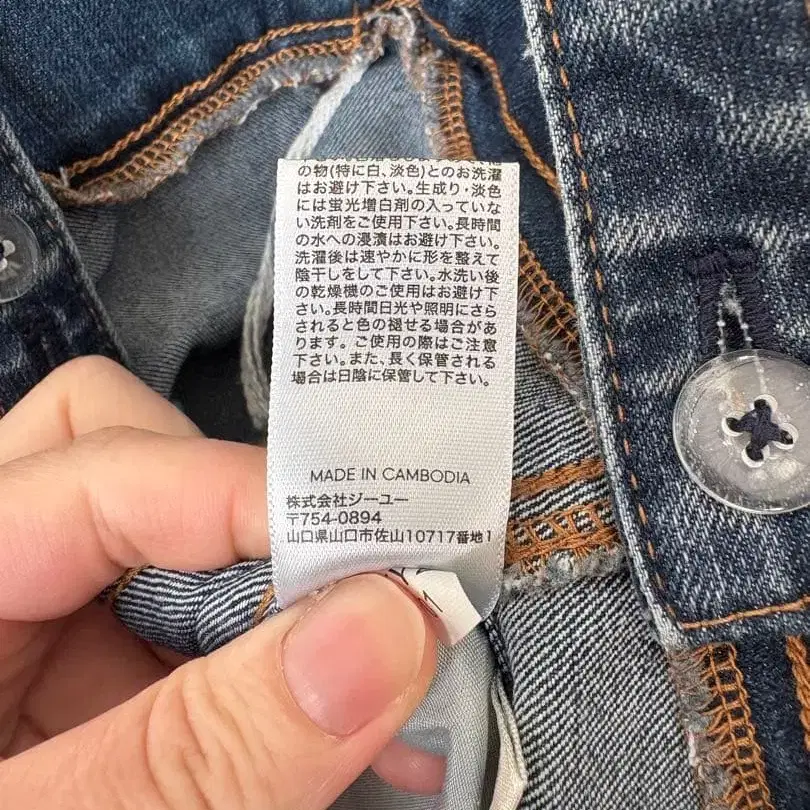 の物(特に白、淡色)とのお洗濯
はお避け下さい。生成り・淡色
には蛍光増白剤の入っていな
い洗剤をご使用下さい。長時間
の水への浸漬はお避け下さい。
洗濯後は速やかに形を整えて
陰干しをして下さい。水洗い後
の乾燥機のご使用はお避け下
さい。長時間日光や照明にさら
されると色の褪せる場合があ
ります。ご使用の際はご注意
下さい。また、長く保管される
場合は日陰に保管して下さい。
MADE IN CAMBODIA
株式会社ジーユー
〒754-0894
山口県山口市佐山10717番地1